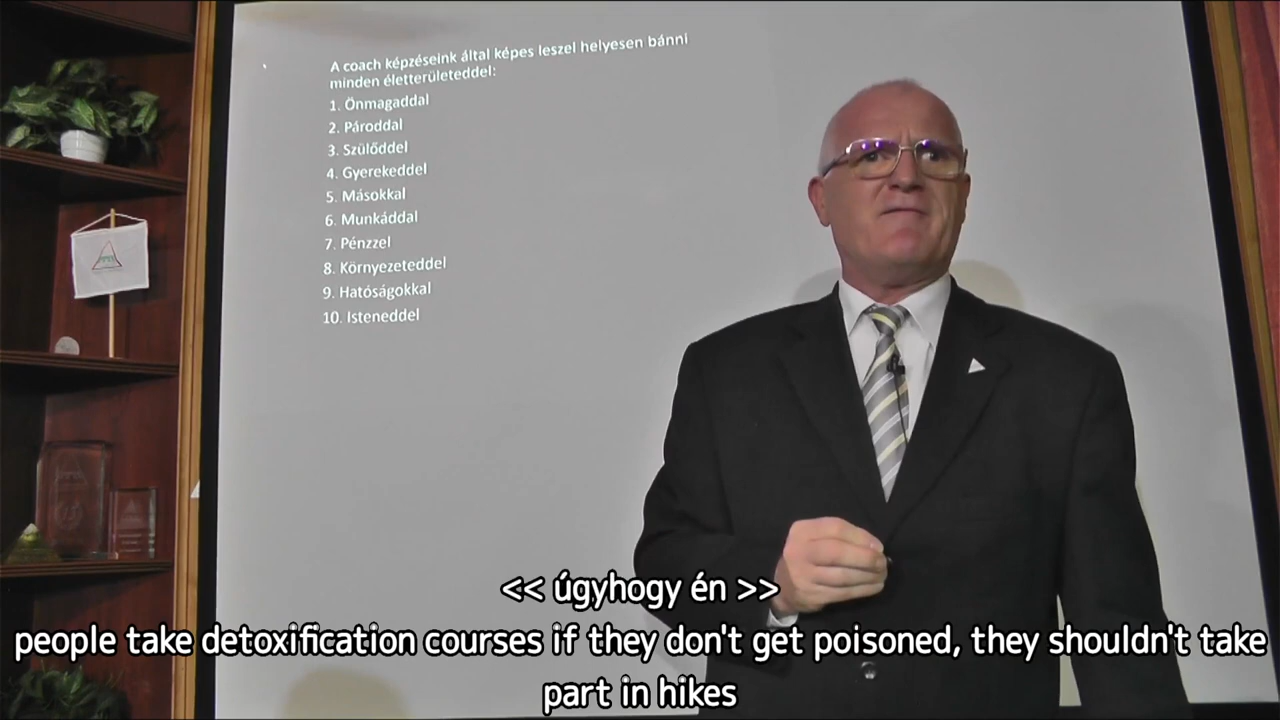 A coach képzéseink által képes leszel helyesen bánni
minden életterületeddel:
1. Önmagaddal
2. Pároddal
3. Szülőddel
4. Gyerekeddel
5. Másokkal
6. Munkáddal
7. Pénzzel
8. Környezeteddel
9. Hatóságokkal
10. Isteneddel
<< úgyhogy én >>
people take detoxification courses if they don't get poisoned, they shouldn't take
part in hikes